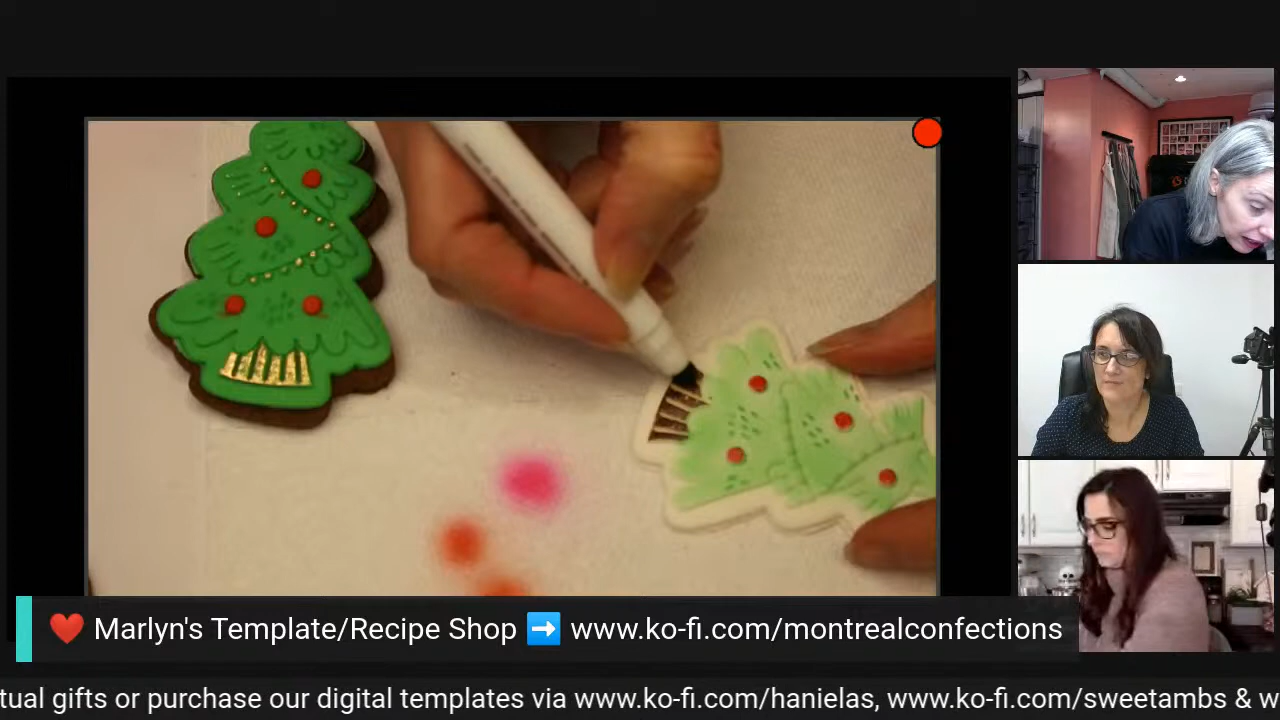 ❤️ Marlyn's Template/Recipe Shop ➡️ www.ko-fi.com/montrealconfections
tual gifts or purchase our digital templates via www.ko-fi.com/hanielas, www.ko-fi.com/sweetambs & w